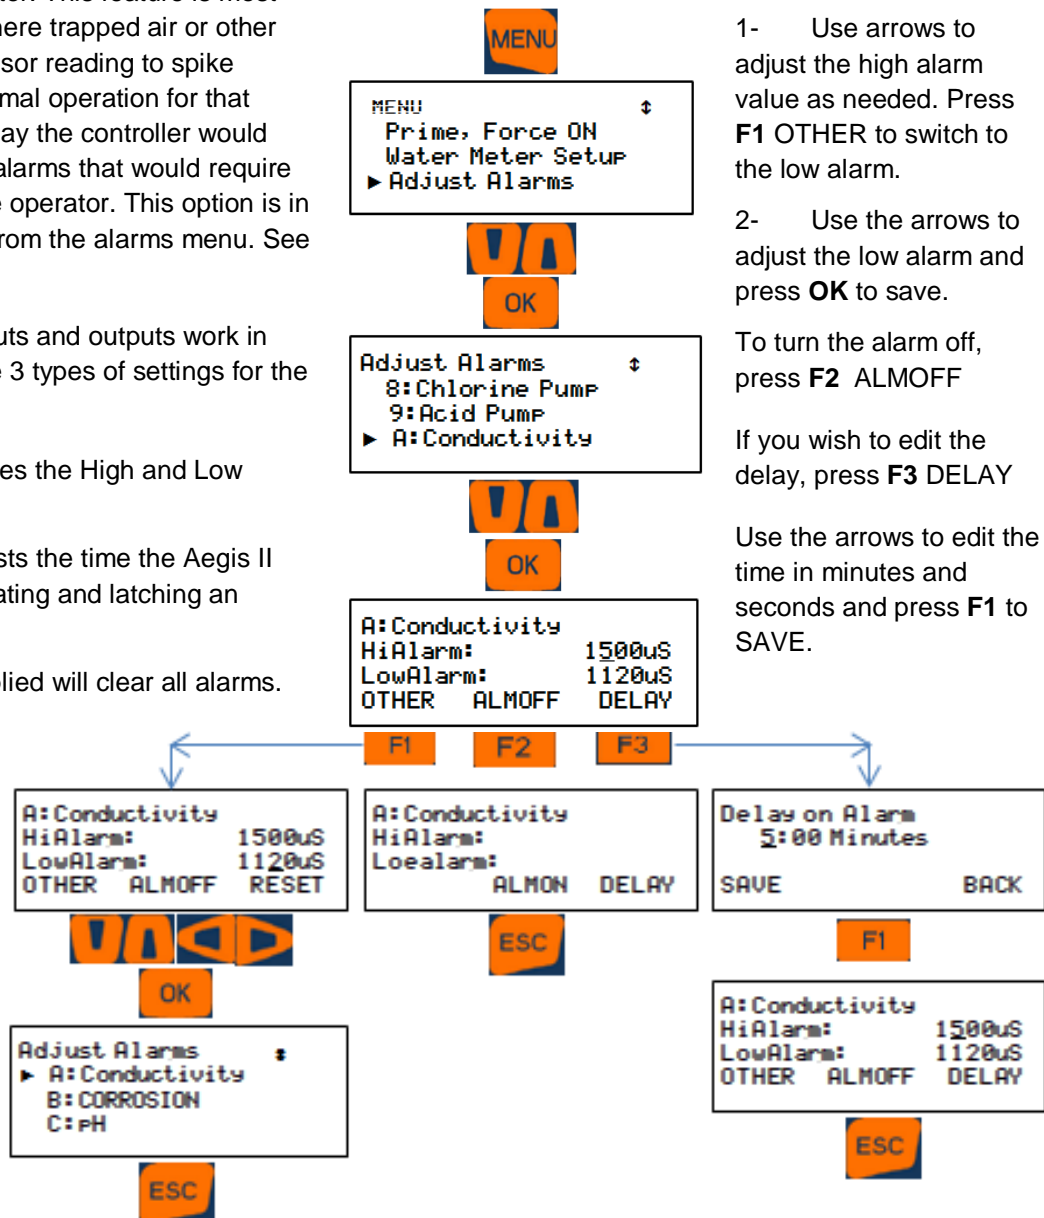 ter. This feature is most
here trapped air or other
sor reading to spike
mal operation for that
ay the controller would
alarms that would require
e operator. This option is in
rom the alarms menu. See
uts and outputs work in
e 3 types of settings for the
es the High and Low
sts the time the Aegis II
ating and latching an
plied will clear all alarms.
MENU
MENU ↕
Prime, Force ON
Water Meter Setup
►Adjust Alarms
OK
Adjust Alarms ↕
8:Chlorine Pump
9:Acid Pump
► A:Conductivity
OK
A:Conductivity
HiAlarm: 1500uS
LowAlarm: 1120uS
OTHER ALMOFF DELAY
1- Use arrows to
adjust the high alarm
value as needed. Press
F1 OTHER to switch to
the low alarm.
2- Use the arrows to
adjust the low alarm and
press OK to save.
To turn the alarm off,
press F2 ALMOFF
If you wish to edit the
delay, press F3 DELAY
Use the arrows to edit the
time in minutes and
seconds and press F1 to
SAVE.
F1 F2 F3
A:Conductivity
HiAlarm: 1500uS
LowAlarm: 1120uS
OTHER ALMOFF RESET
OK
Adjust Alarms ↕
► A:Conductivity
B:CORROSION
C:pH
ESC
A:Conductivity
HiAlarm:
Loealarm:
ALMON DELAY
ESC
Delay on Alarm
5:00 Minutes
SAVE BACK
F1
A:Conductivity
HiAlarm: 1500uS
LowAlarm: 1120uS
OTHER ALMOFF DELAY
ESC